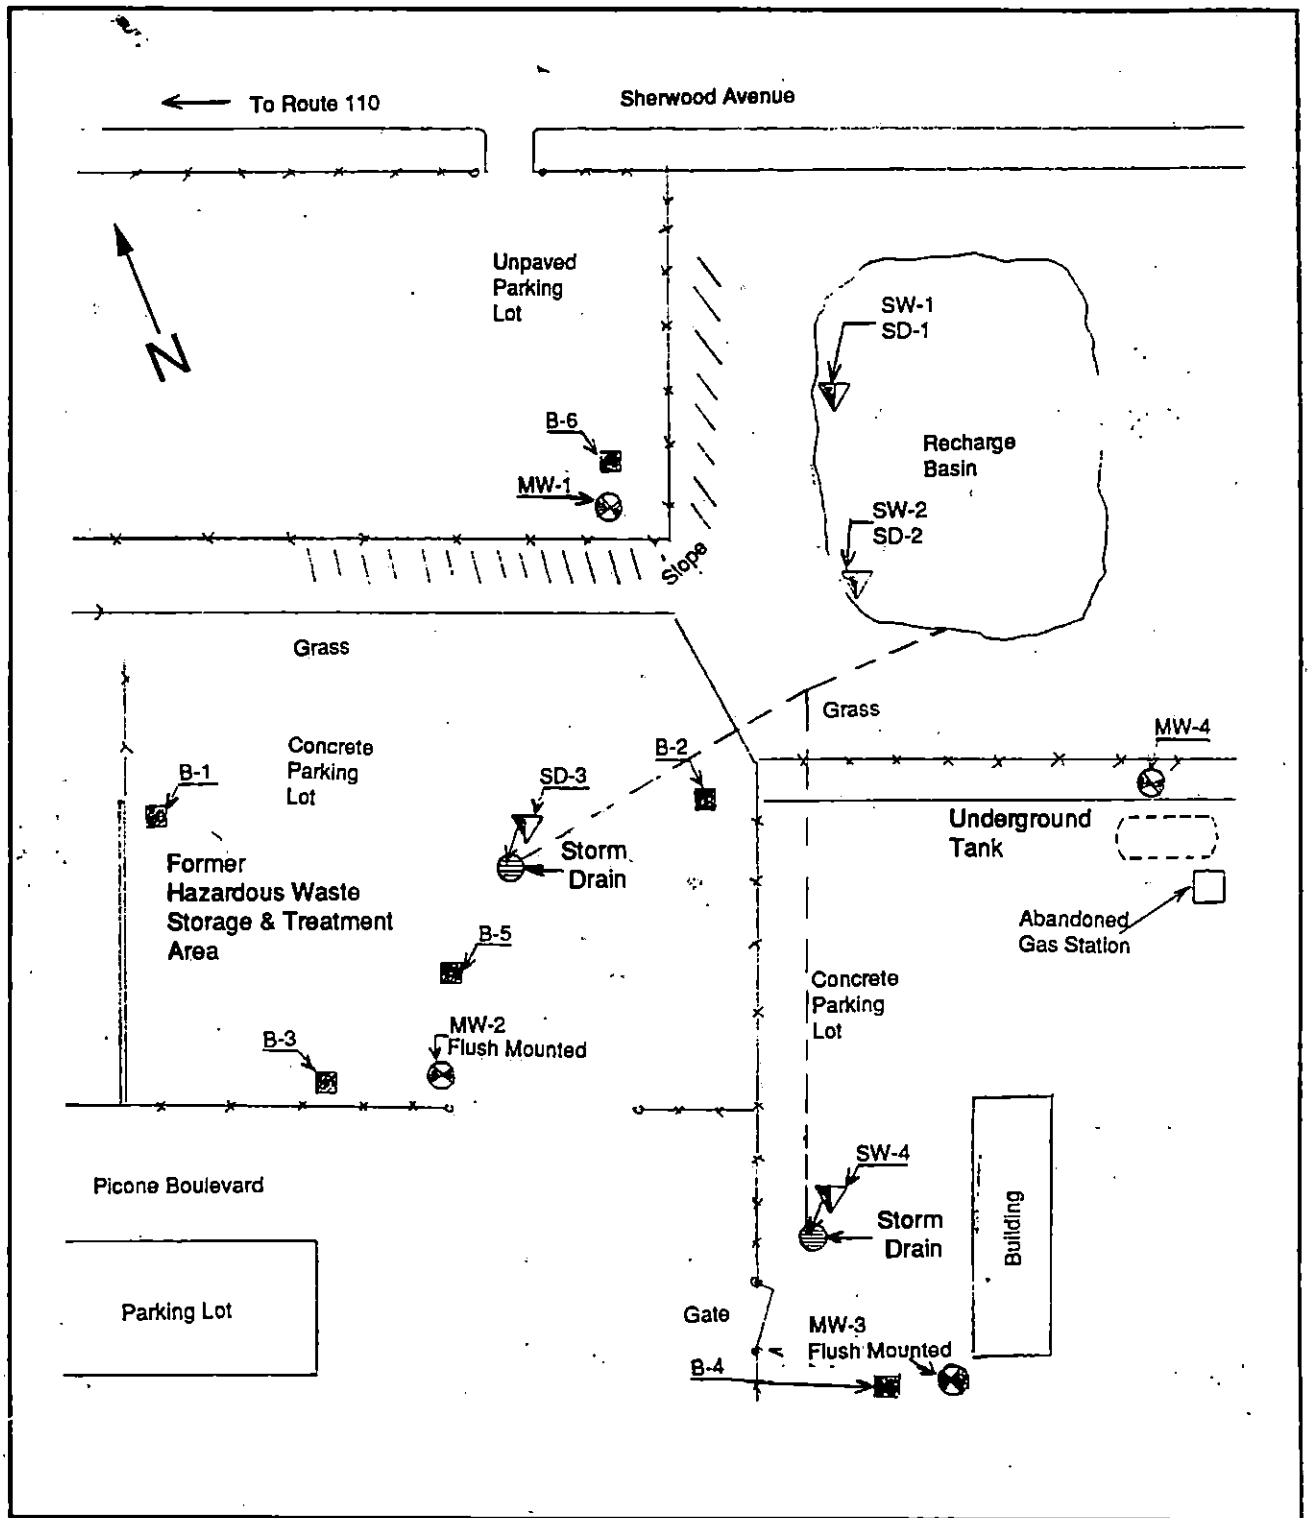 To Route 110
Sherwood Avenue
N
Unpaved
Parking
Lot
SW-1
SD-1
B-6
MW-1
Recharge
Basin
SW-2
SD-2
Slope
Grass
Grass
MW-4
Concrete
Parking
Lot
B-2
B-1
SD-3
Underground
Tank
Storm
Drain
Former
Hazardous Waste
Storage & Treatment
Area
Abandoned
Gas Station
B-5
Concrete
Parking
Lot
MW-2
Flush Mounted
B-3
Picone Boulevard
SW-4
Storm
Drain
Building
Parking Lot
Gate
MW-3
Flush Mounted
B-4